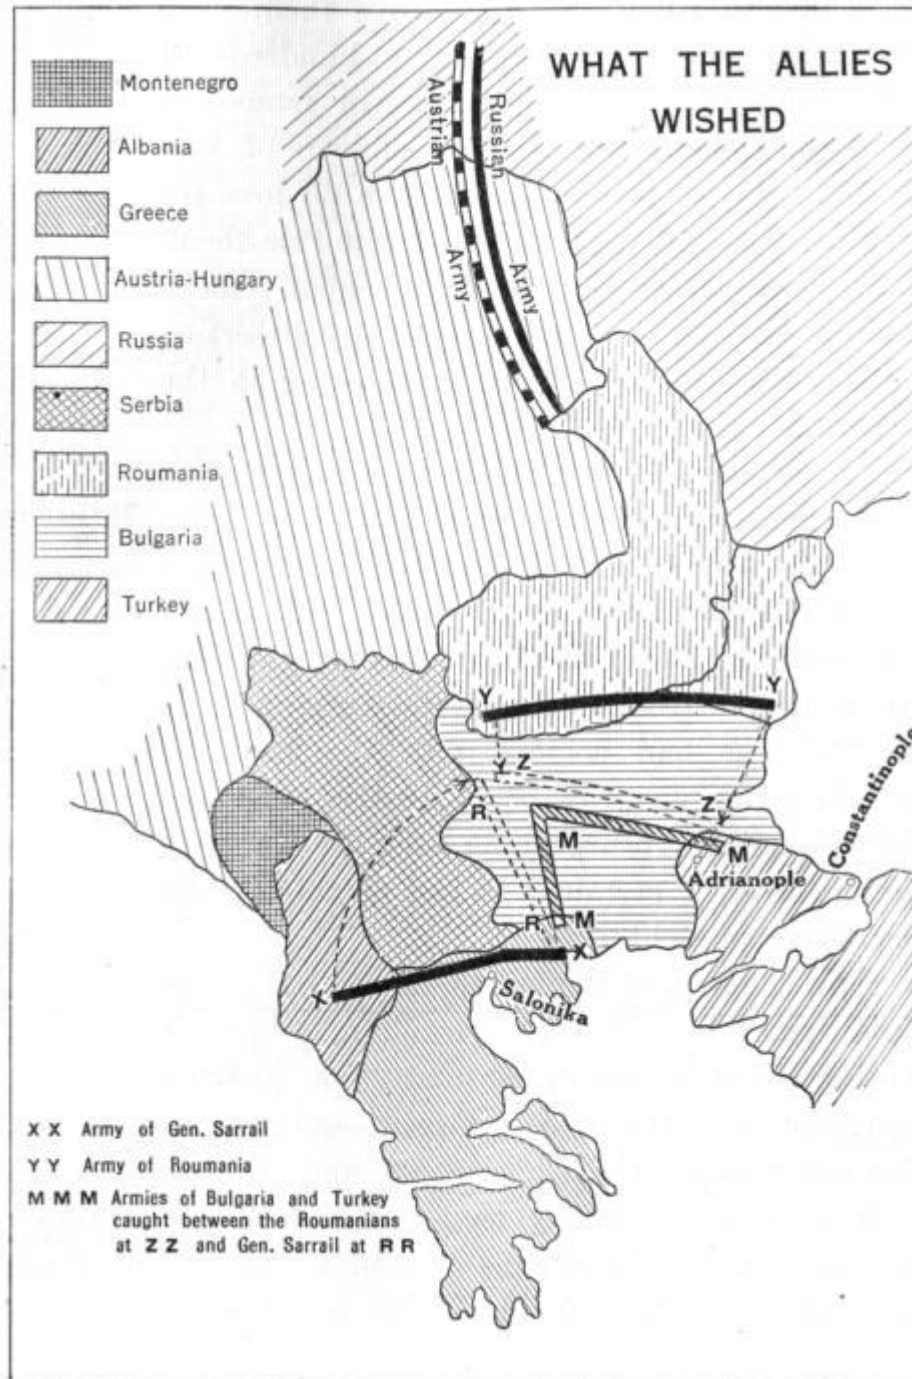 WHAT THE ALLIES
WISHED
Montenegro
Albania
Greece
Austria-Hungary
Russia
Serbia
Roumania
Bulgaria
Turkey
Austrian
Army
Russian
Army
Y
Y
Z
Z
R
R
M
M
M
Adrianople
Constantinople
X
X
Salonika
X X Army of Gen. Sarrail
Y Y Army of Roumania
M M M Armies of Bulgaria and Turkey
caught between the Roumanians
at Z Z and Gen. Sarrail at R R